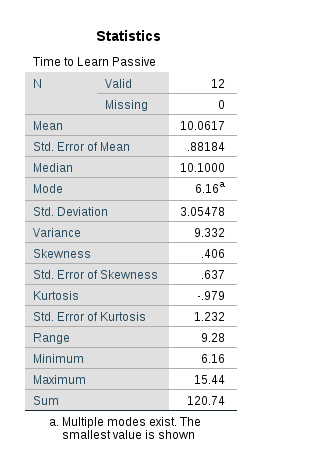 Statistics
Time to Learn Passive
N Valid 12
Missing 0
Mean 10.0617
Std. Error of Mean .88184
Median 10.1000
Mode 6.16a
Std. Deviation 3.05478
Variance 9.332
Skewness .406
Std. Error of Skewness .637
Kurtosis -.979
Std. Error of Kurtosis 1.232
Range 9.28
Minimum 6.16
Maximum 15.44
Sum 120.74
a. Multiple modes exist. The
smallest value is shown